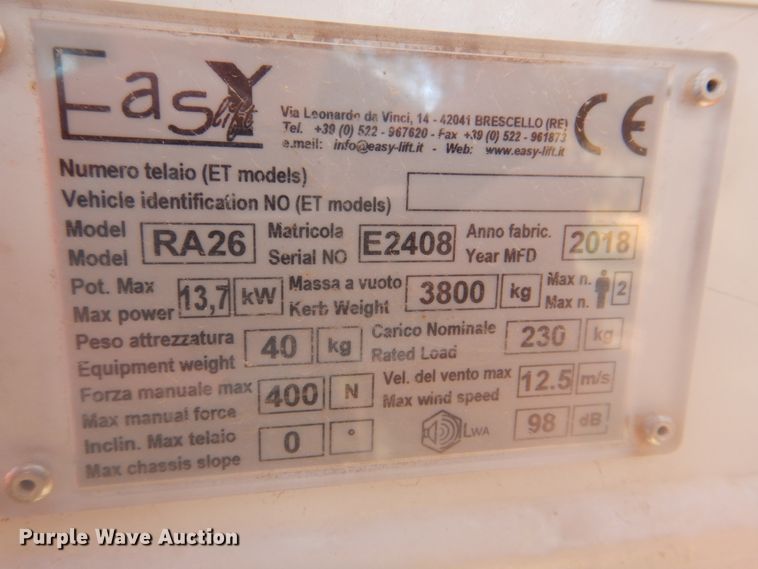 Easy lift
Via Leonardo da Vinci, 14 - 42041 BRESCELLO (RE)
Tel. +39 (0) 522 - 967620 - Fax +39 (0) 522 - 961873
e.meil: info@easy-lift.it - Web: www.easy-lift.it
CE
Numero telaio (ET models)
Vehicle identification NO (ET models)
Model RA26 Matricola E2408 Anno fabric. 2018
Model Serial NO Year MFD
Pot. Max 13,7 kW Massa a vuoto 3800 kg Max n. 2
Max power Kerb Weight Max n.
Peso attrezzatura 40 kg Carico Nominale 230 kg
Equipment weight Rated Load
Forza manuale max 400 N Vel. del vento max 12.5 m/s
Max manual force Max wind speed
Inclin. Max telaio 0 ° LWA 98 dB
Max chassis slope
Purple Wave Auction